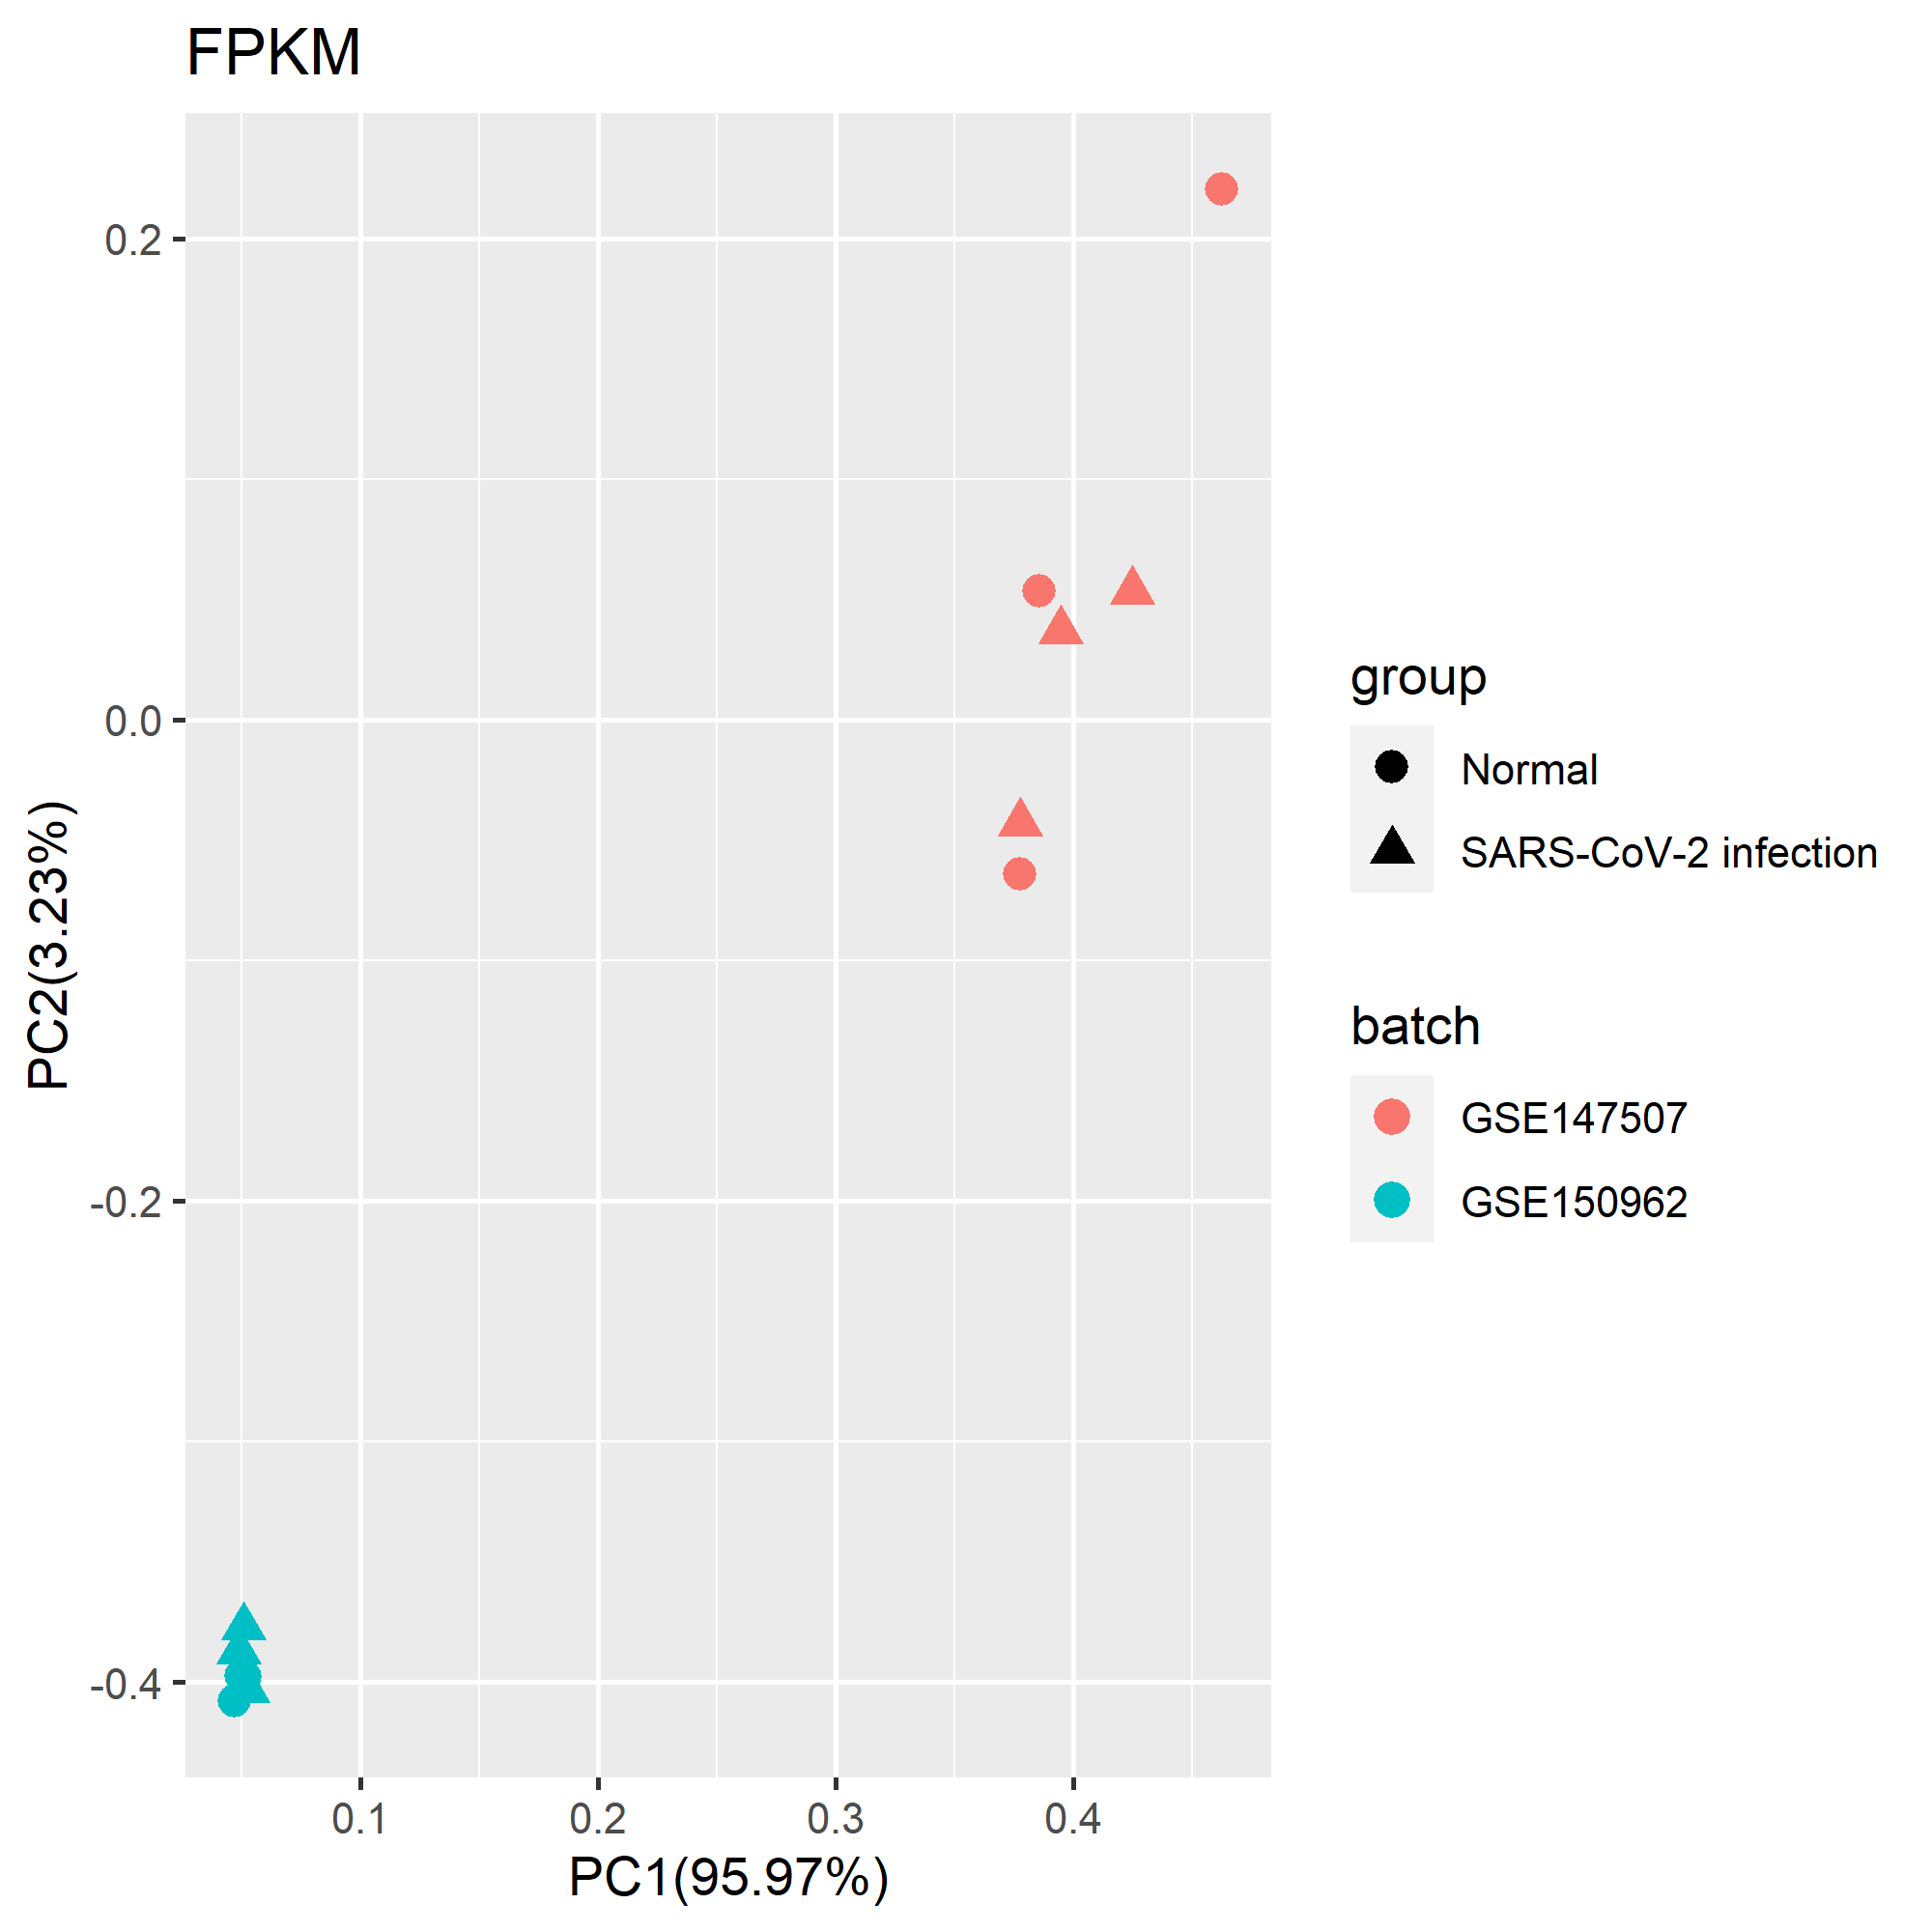 FPKM
0.2
0.0
-0.2
-0.4
PC2(3.23%)
0.1 0.2 0.3 0.4
PC1(95.97%)
group
Normal
SARS-CoV-2 infection
batch
GSE147507
GSE150962